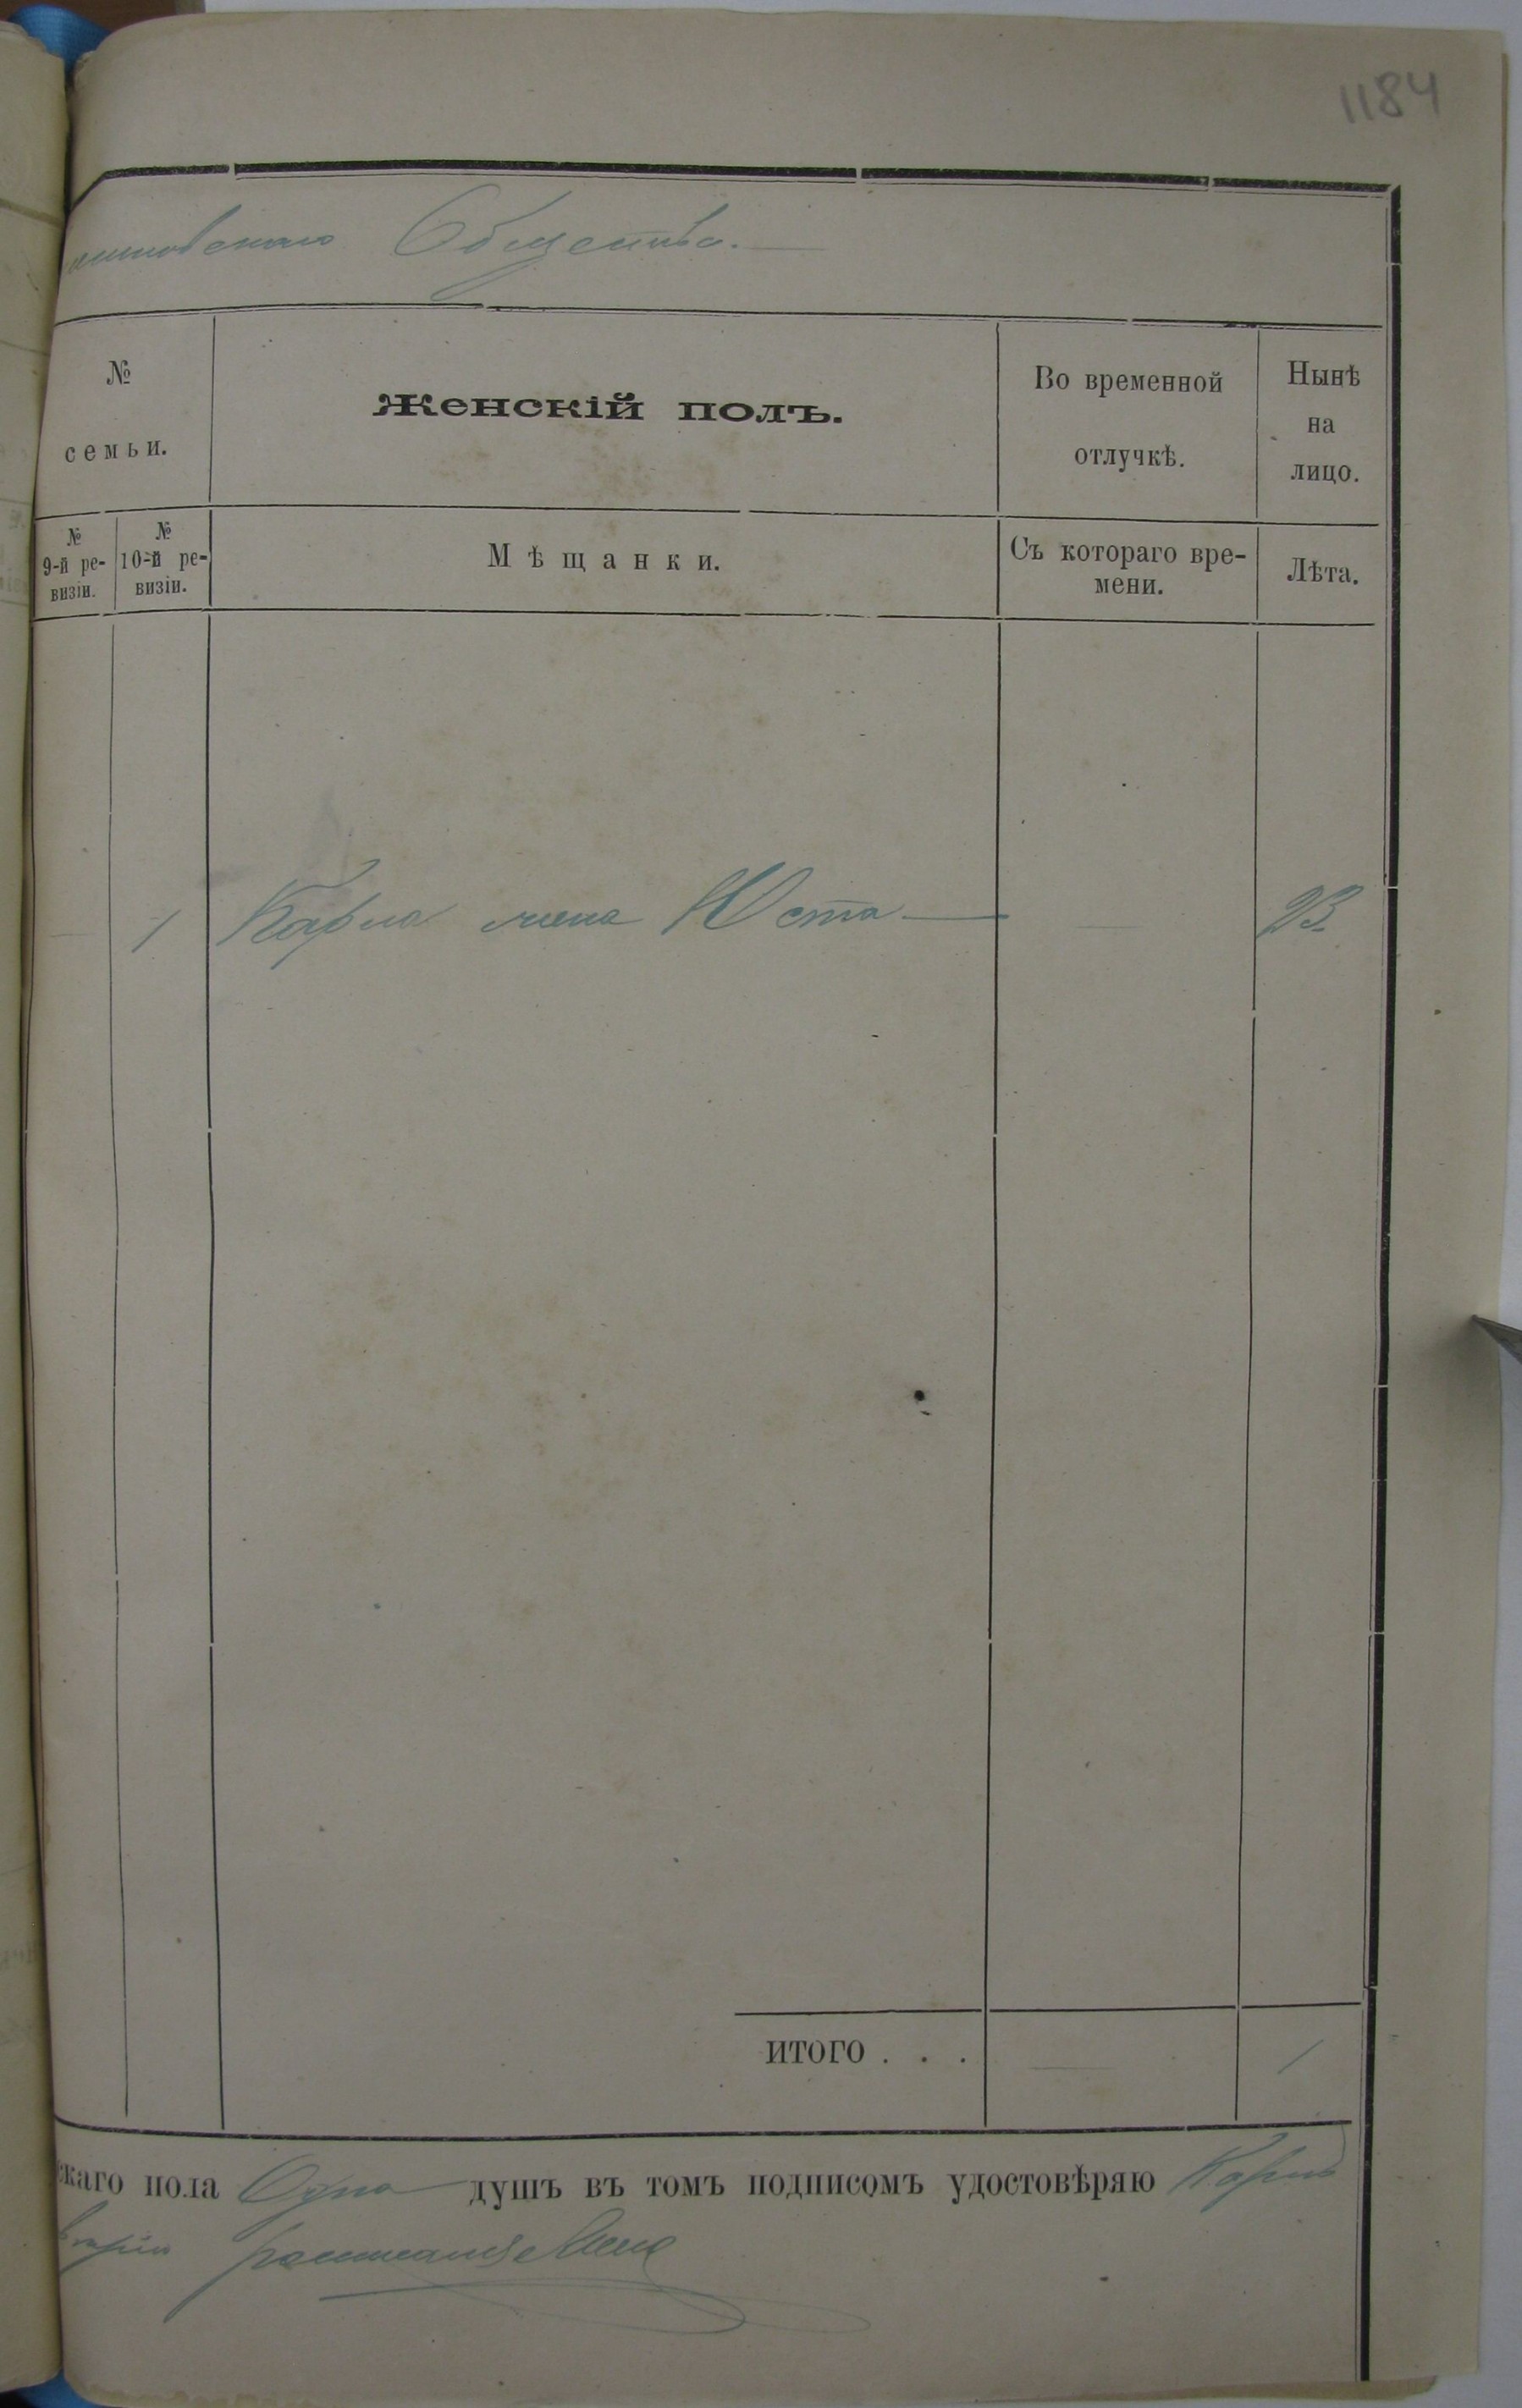 1184
Общества.
№
семьи.
Женскій полъ.
Во временной
отлучкѣ.
Нынѣ
на
лицо.
№
9-й ре-
визіи.
№
10-й ре-
визіи.
Мѣщанки.
Съ котораго вре-
мени.
Лѣта.
1 Карла жена Юста — 23.
итого . . . 1
скаго пола Одна душъ въ томъ подписомъ удостовѣряю